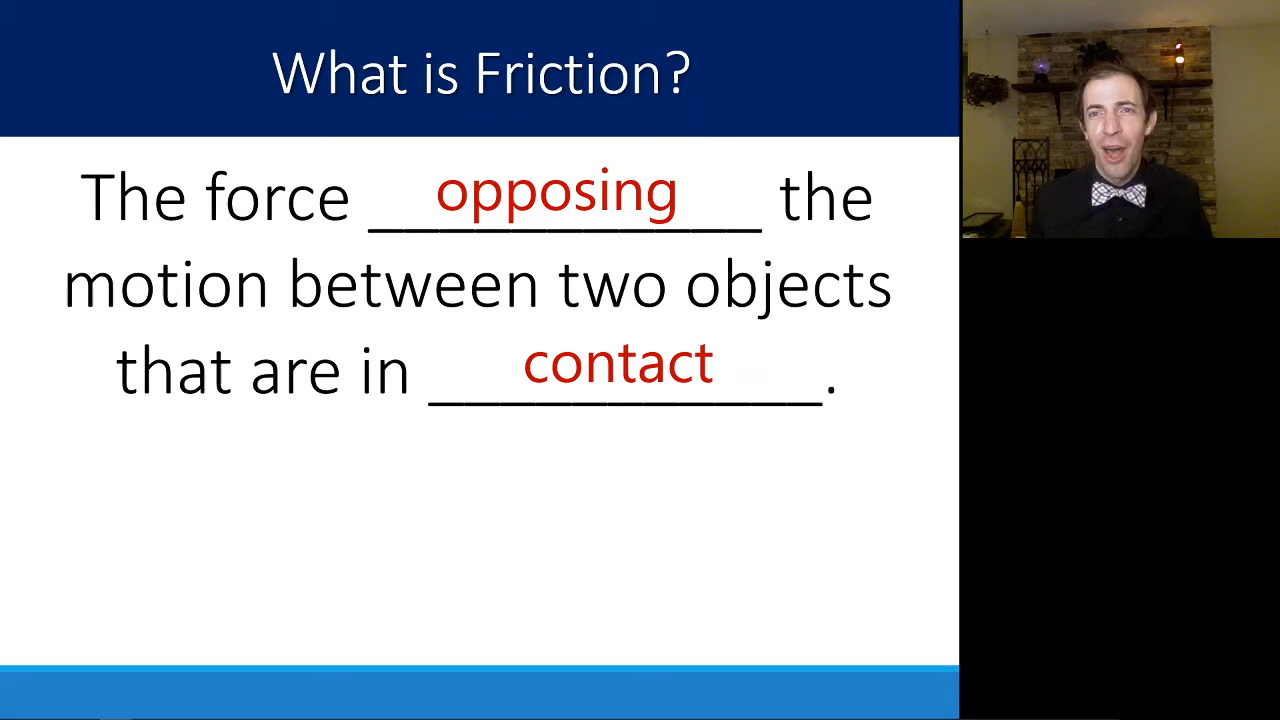 What is Friction?
The force opposing the
motion between two objects
that are in contact.